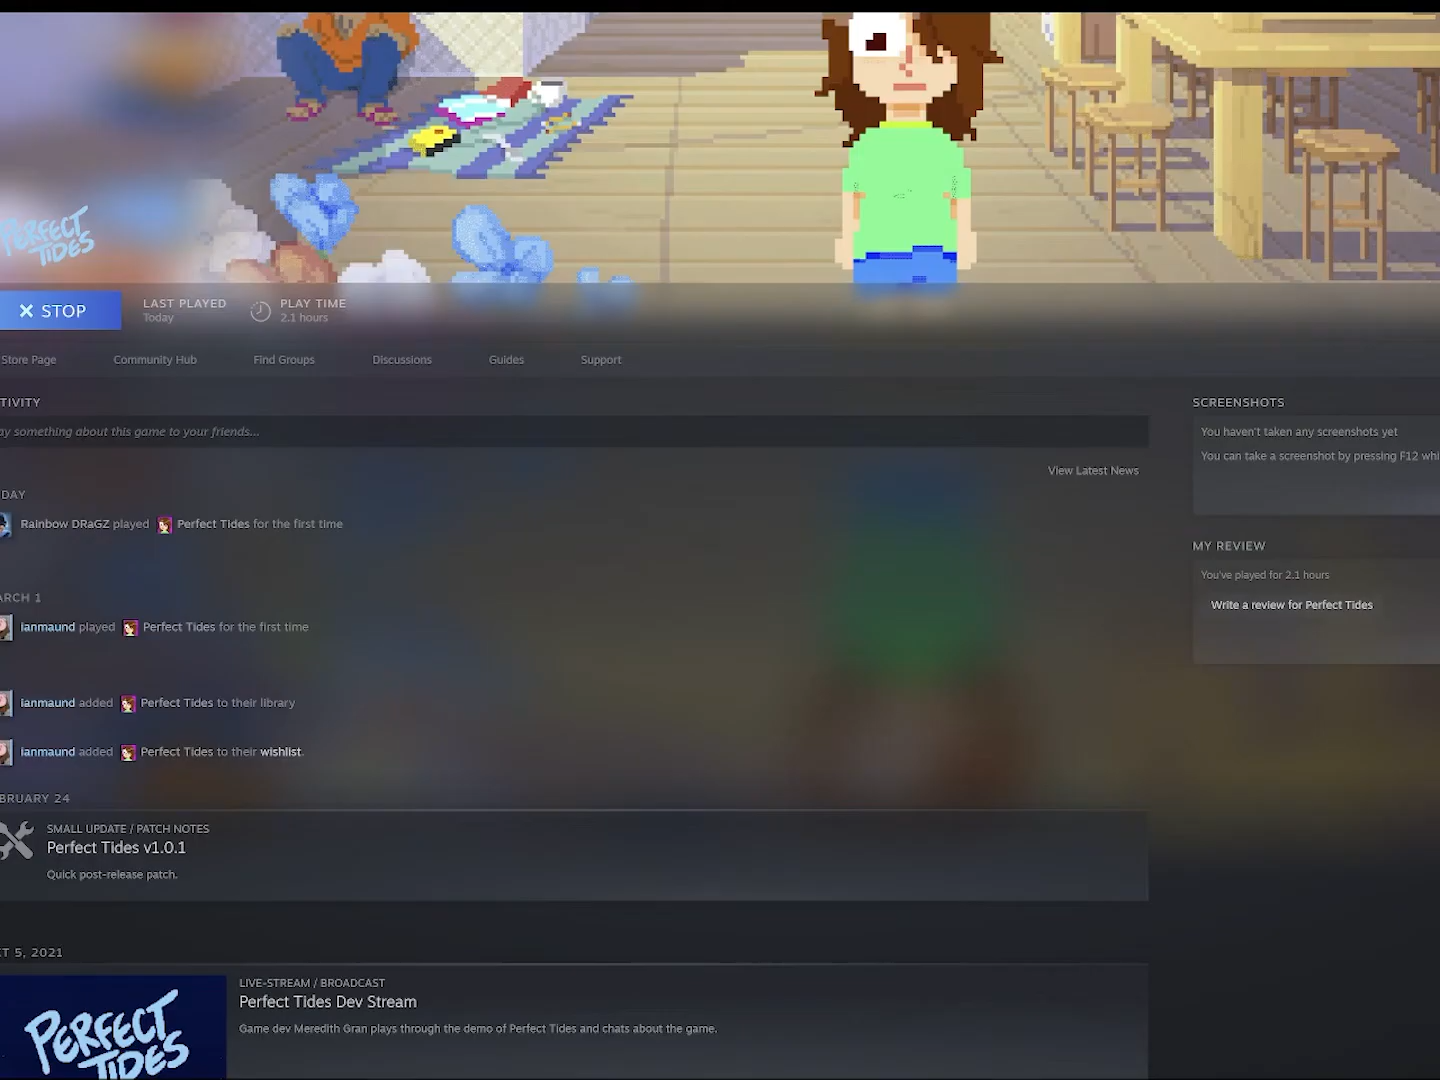 PERFECT
TIDES
STOP
LAST PLAYED
Today
PLAY TIME
2.1 hours
Store Page
Community Hub
Find Groups
Discussions
Guides
Support
TIVITY
ay something about this game to your friends...
View Latest News
DAY
Rainbow DRaGZ played Perfect Tides for the first time
ARCH 1
ianmaund played Perfect Tides for the first time
ianmaund added Perfect Tides to their library
ianmaund added Perfect Tides to their wishlist.
BRUARY 24
SMALL UPDATE / PATCH NOTES
Perfect Tides v1.0.1
Quick post-release patch.
T 5, 2021
LIVE-STREAM / BROADCAST
Perfect Tides Dev Stream
Game dev Meredith Gran plays through the demo of Perfect Tides and chats about the game.
PERFECT
TIDES
SCREENSHOTS
You haven't taken any screenshots yet
You can take a screenshot by pressing F12 whi
MY REVIEW
You've played for 2.1 hours
Write a review for Perfect Tides